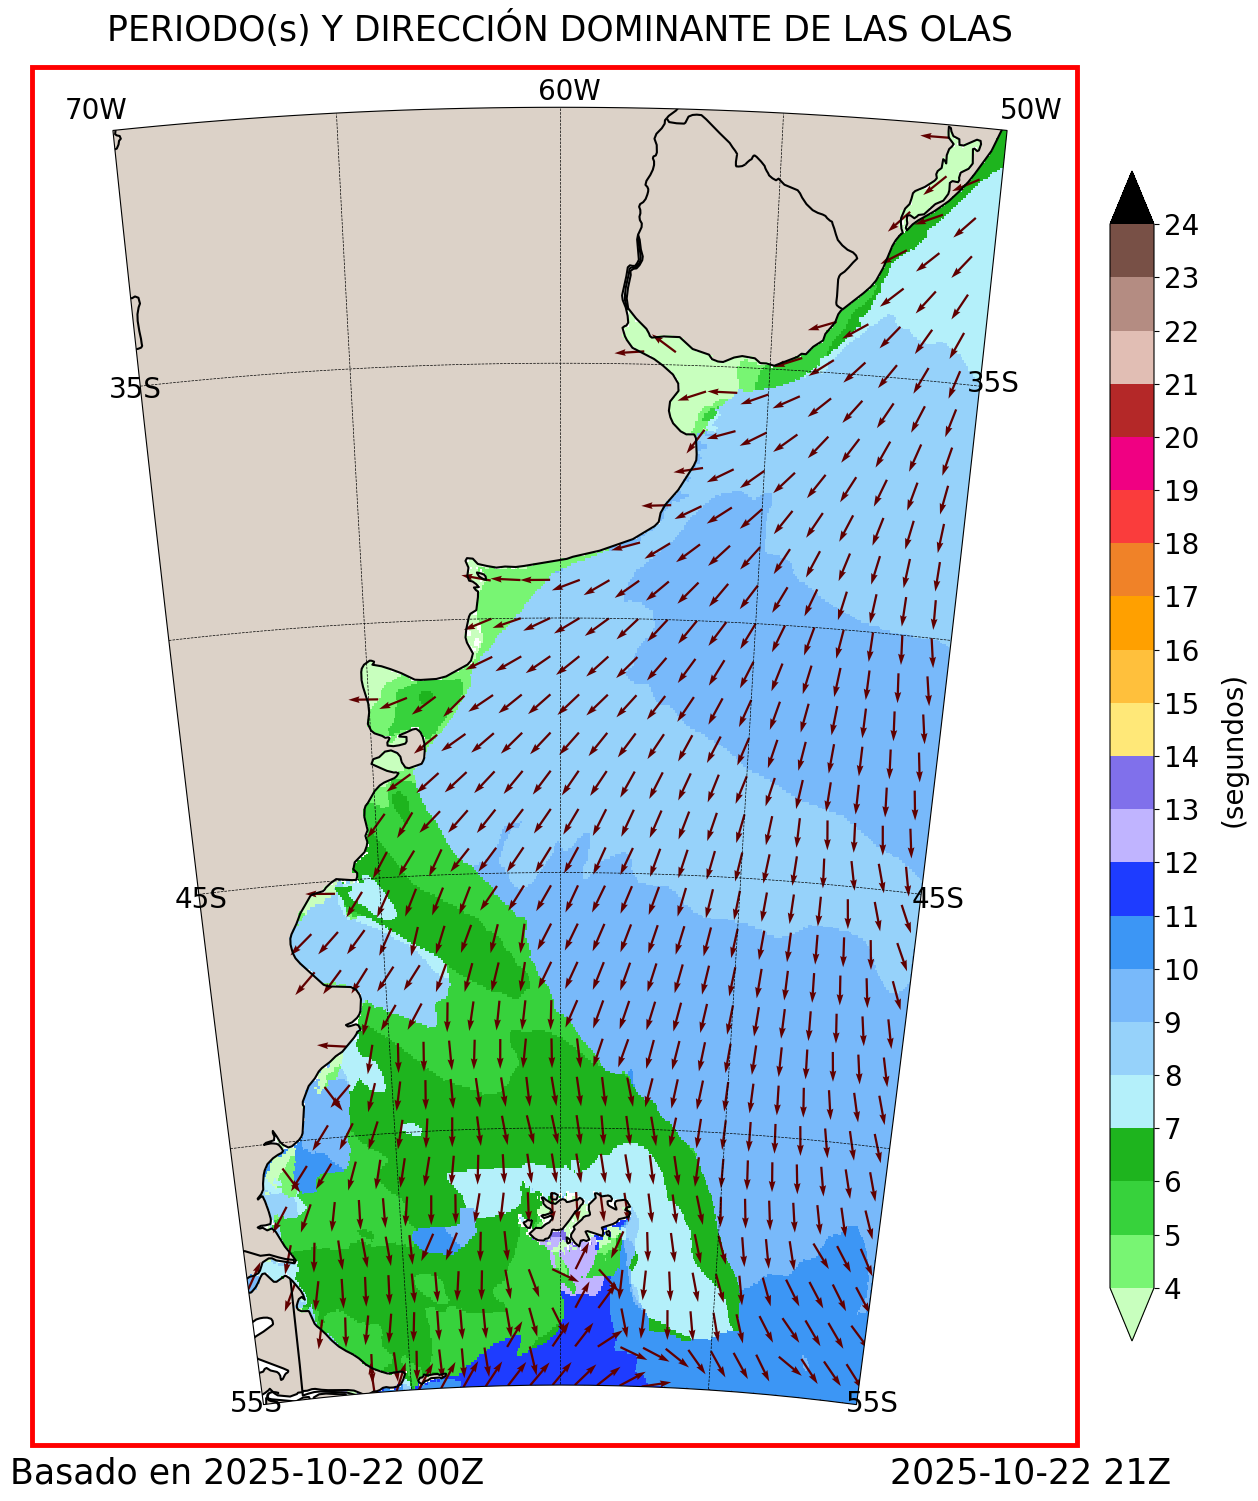 PERIODO(s) Y DIRECCIÓN DOMINANTE DE LAS OLAS
70W
60W
50W
35S
35S
45S
45S
55S
55S
24
23
22
21
20
19
18
17
16
15
14
13
12
11
10
9
8
7
6
5
4
(segundos)
Basado en 2025-10-22 00Z
2025-10-22 21Z